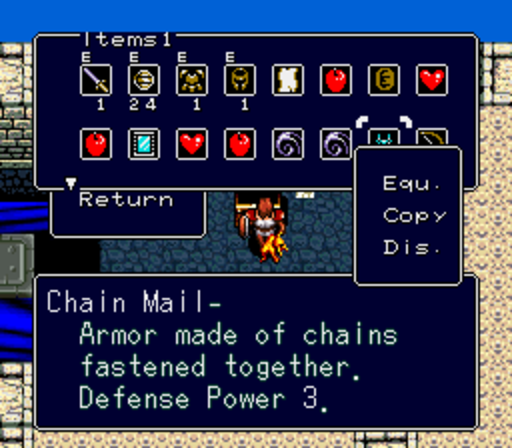 Items1
E E E E
1 24 1 1
Return
Equ.
Copy
Dis.
Chain Mail-
Armor made of chains
fastened together.
Defense Power 3.